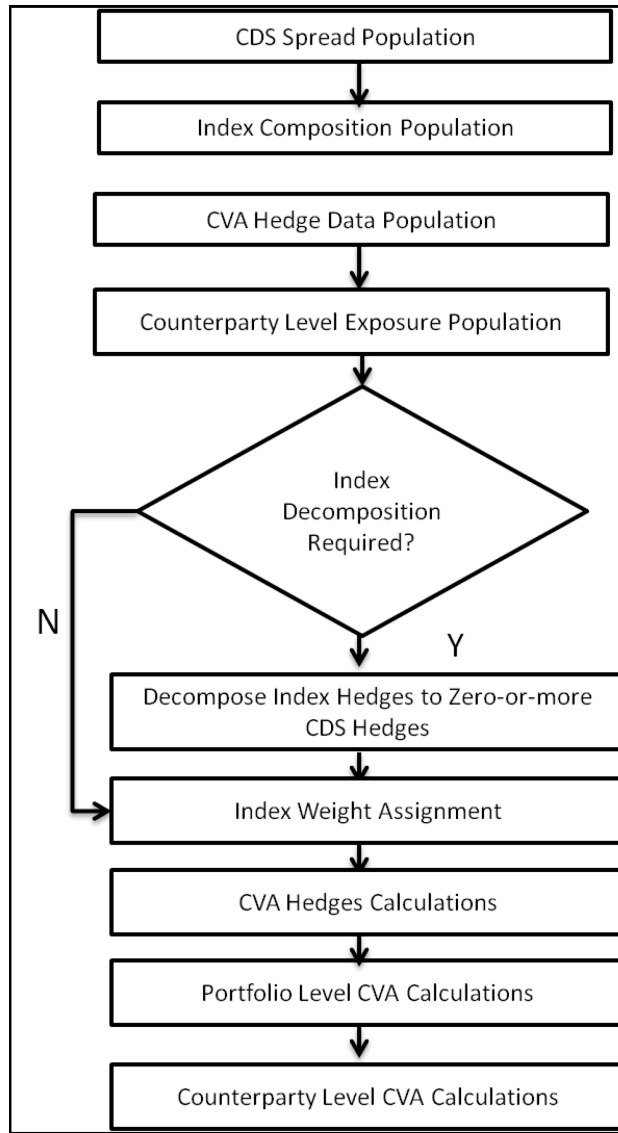 CDS Spread Population
Index Composition Population
CVA Hedge Data Population
Counterparty Level Exposure Population
Index
Decomposition
Required?
N
Y
Decompose Index Hedges to Zero-or-more
CDS Hedges
Index Weight Assignment
CVA Hedges Calculations
Portfolio Level CVA Calculations
Counterparty Level CVA Calculations